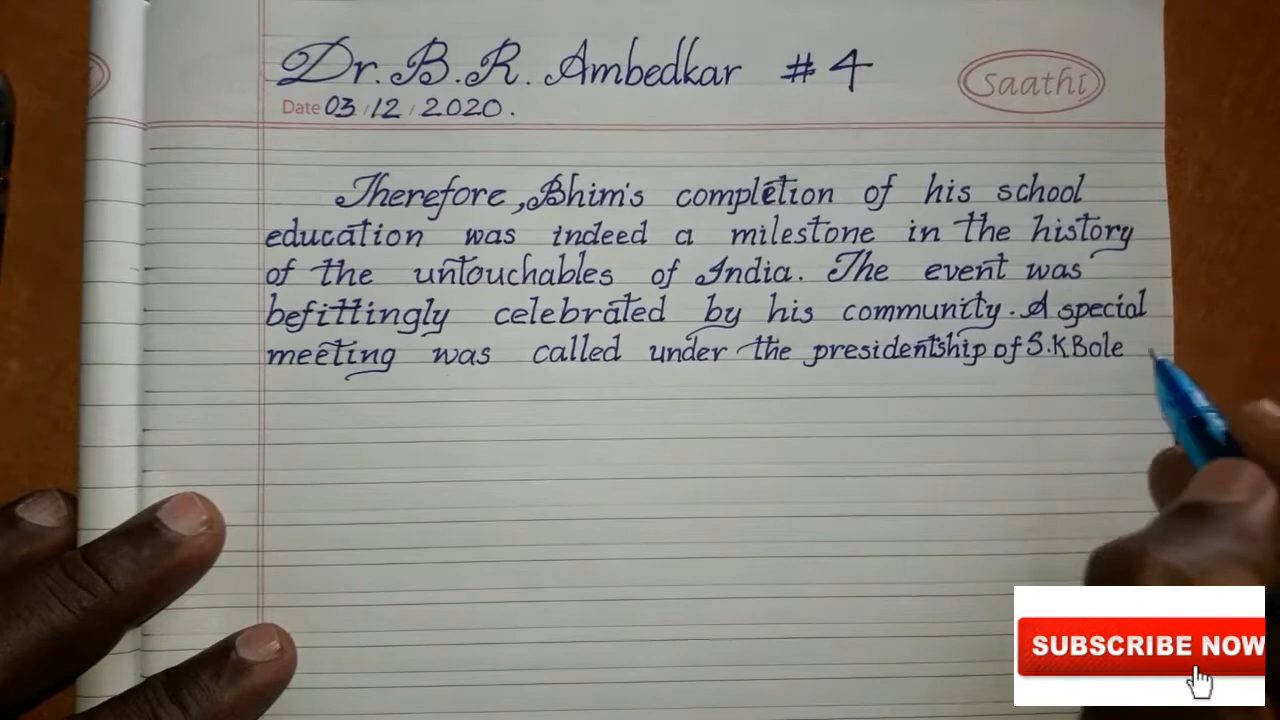 Dr. B. R. Ambedkar #4
Saathi
Date 03/12/2020.
Therefore, Bhim's completion of his school
education was indeed a milestone in the history
of the untouchables of India. The event was
befittingly celebrated by his community. A special
meeting was called under the presidentship of S.K Bole
SUBSCRIBE NOW